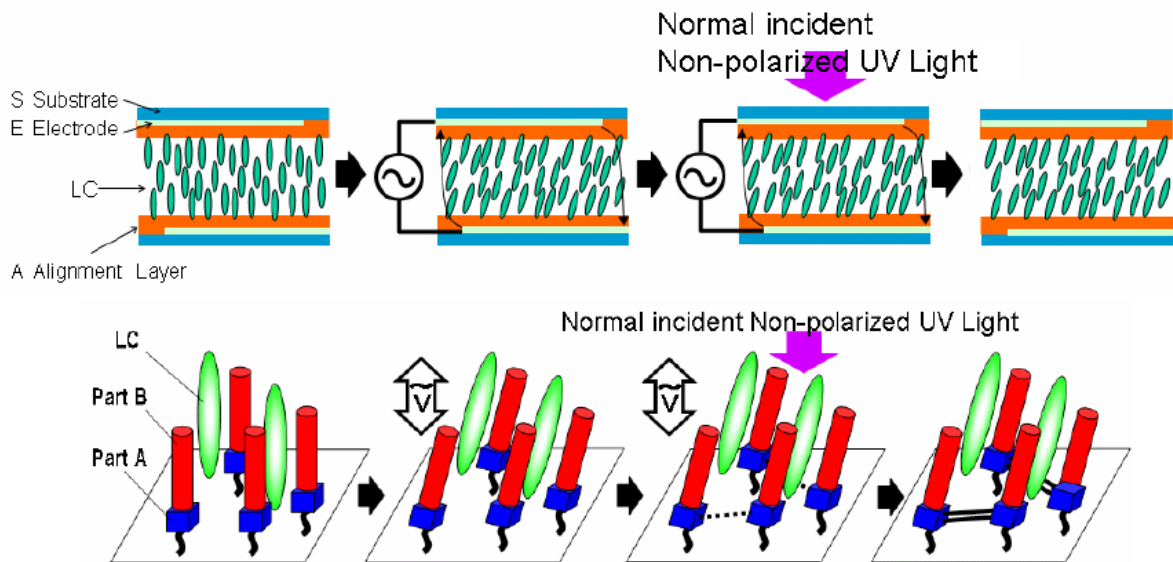 Normal incident
Non-polarized UV Light
S Substrate
E Electrode
LC
A Alignment Layer
Normal incident Non-polarized UV Light
LC
Part B
Part A
V
V